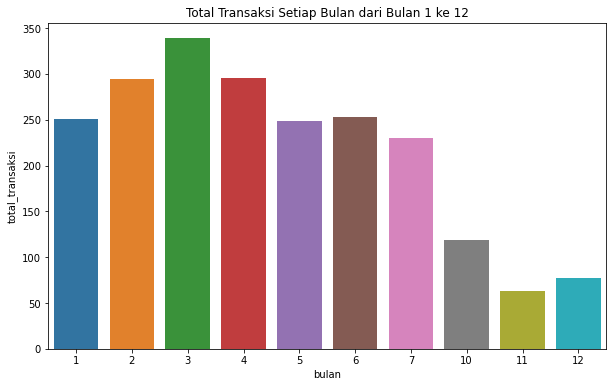 Total Transaksi Setiap Bulan dari Bulan 1 ke 12
350
300
250
200
150
100
50
0
total_transaksi
1 2 3 4 5 6 7 10 11 12
bulan